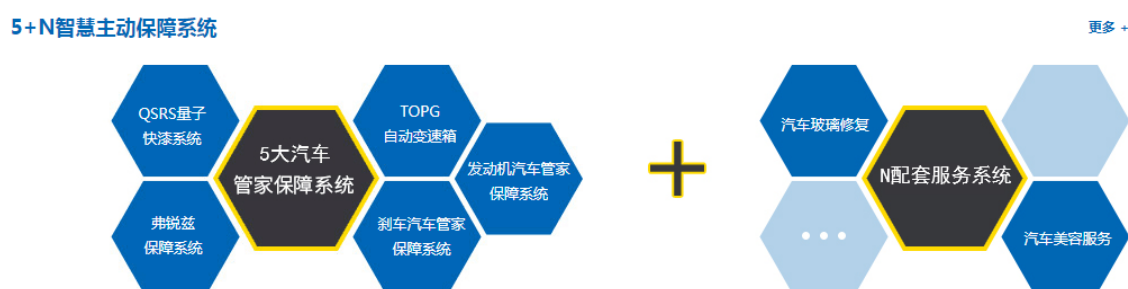 5+N智慧主动保障系统
更多 +
QSRS量子
快漆系统
5大汽车
管家保障系统
TOPG
自动变速箱
发动机汽车管家
保障系统
弗锐兹
保障系统
刹车汽车管家
保障系统
+
汽车玻璃修复
N配套服务系统
•••
汽车美容服务